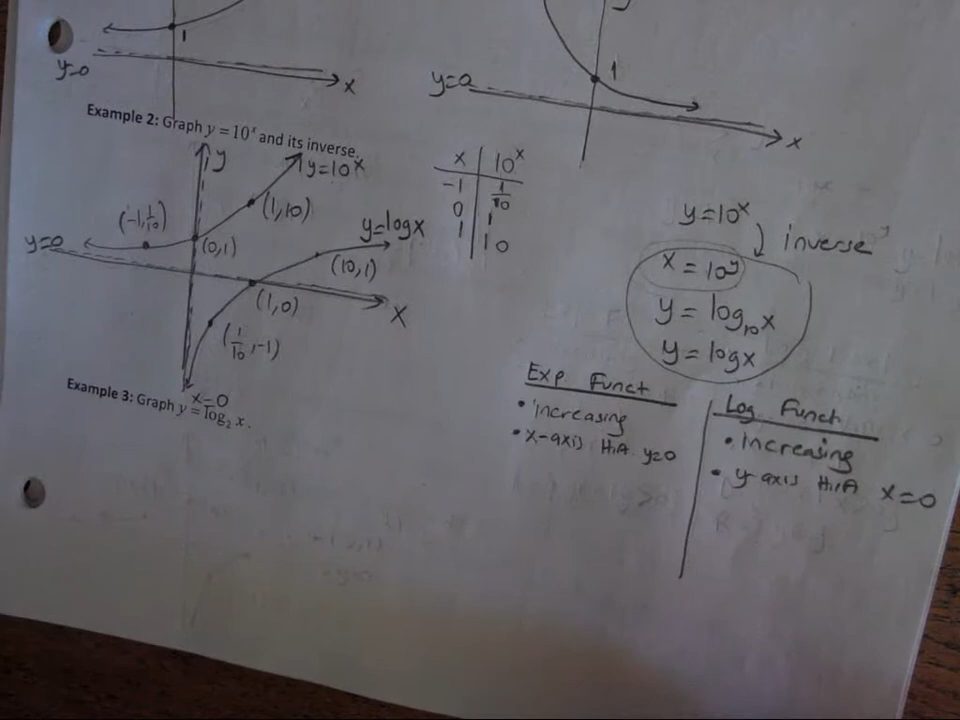 1
y=0
x
1
y=0
x
Example 2: Graph y = 10^x and its inverse.
y
y=10^x
(-1, 1/10)
(1,10)
y=logx
y=0
(0,1)
(10,1)
(1,0)
x
(1/10, -1)
x=0
x | 10^x
-1 | 1/10
0 | 1
1 | 10
y=10^x
inverse
x = 10^y
y = log_10 x
y = logx
Exp. Funct
• increasing
• x-axis H.A y=0
Log Funct
• increasing
• y-axis H.A x=0
Example 3: Graph y = log_2 x.